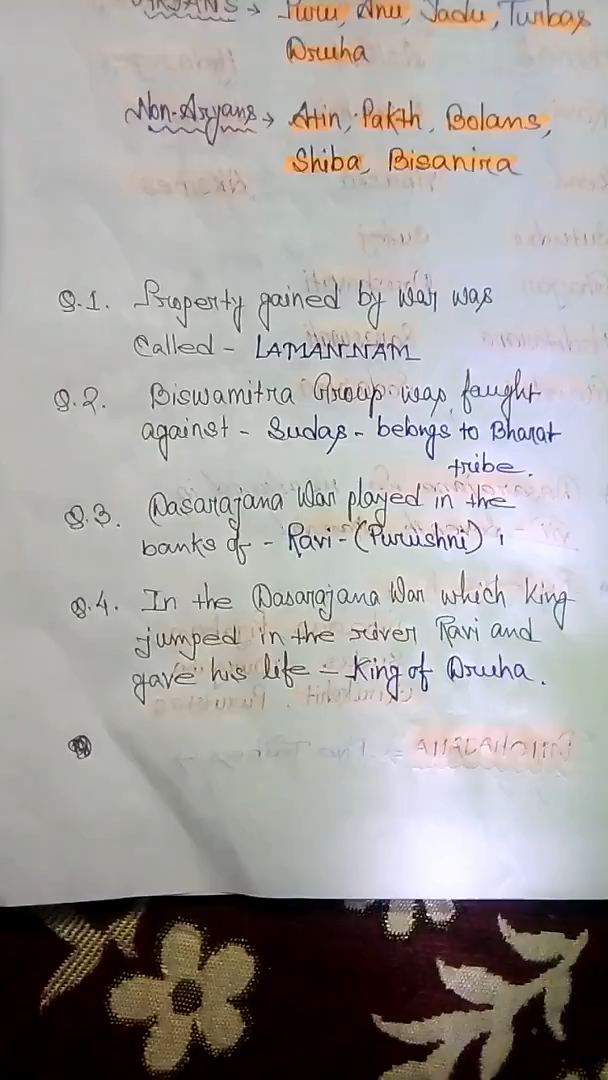 ARYANS → Puru, Anu, Jadu, Turbas
Druha
Non-Aryans → Atin, Pakth, Bolans,
Shiba, Bisanira
Q.1. Property gained by war was
Called - LAMANNAM
Q.2. Biswamitra Group was faught
against - Sudas - belongs to Bharat
tribe.
Q.3. Dasarajana War played in the
banks of - Ravi - (Purushni)
Q.4. In the Dasarajana War which King
jumped in the river Ravi and
gave his life - King of Druha.